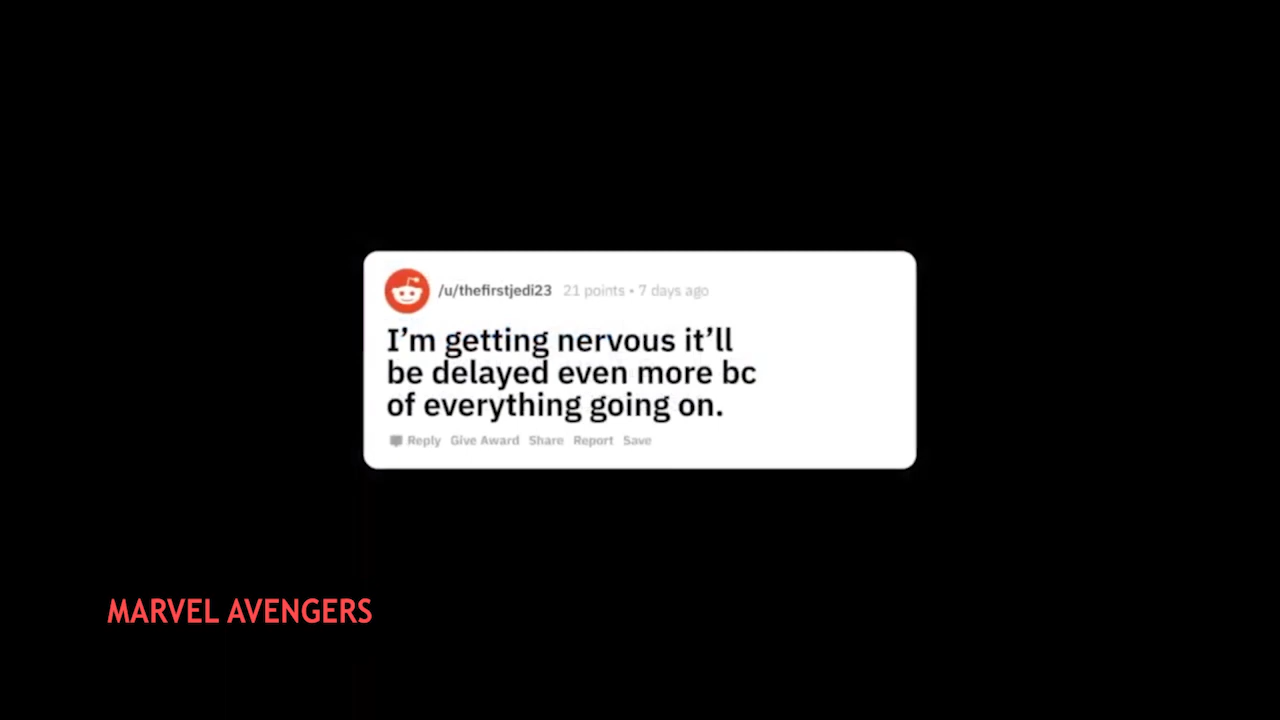 /u/thefirstjedi23 21 points • 7 days ago
I’m getting nervous it’ll
be delayed even more bc
of everything going on.
Reply Give Award Share Report Save
MARVEL AVENGERS